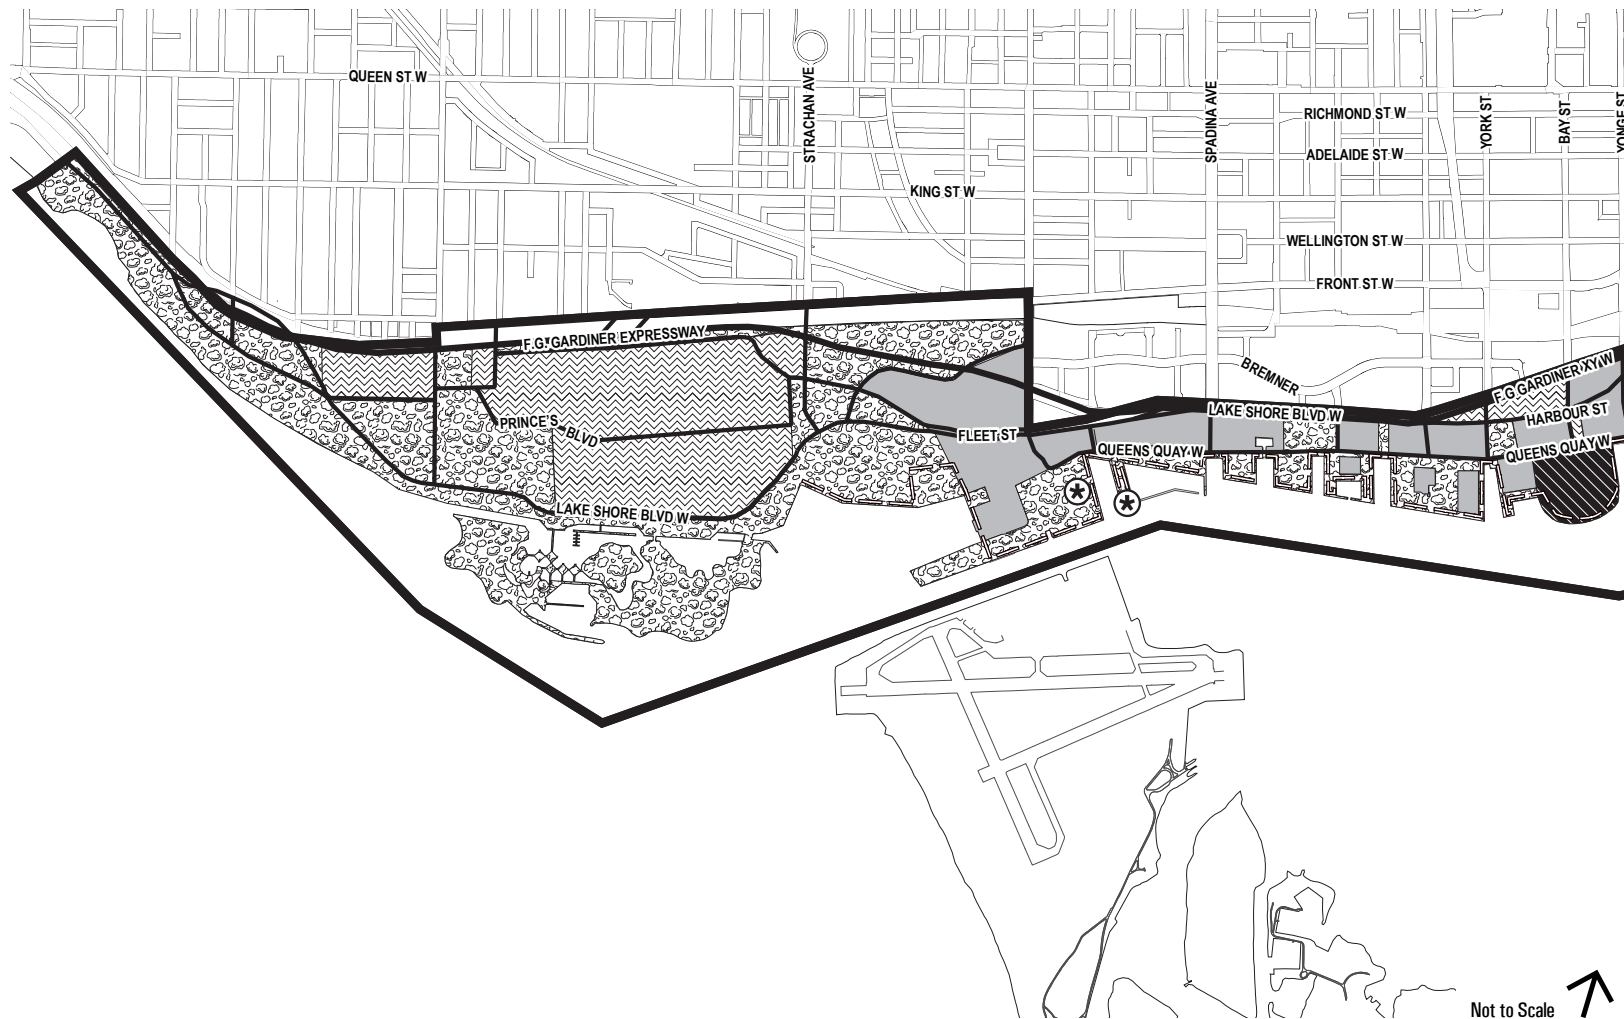 QUEEN ST W
STRACHAN AVE
SPADINA AVE
YORK ST
BAY ST
YONGE ST
RICHMOND ST W
ADELAIDE ST W
KING ST W
WELLINGTON ST W
FRONT ST W
F.G. GARDINER EXPRESSWAY
BREMNER
F.G GARDINER XY W
LAKE SHORE BLVD W
HARBOUR ST
PRINCE'S BLVD
FLEET ST
QUEENS QUAY W
QUEENS QUAY W
LAKE SHORE BLVD W
Not to Scale